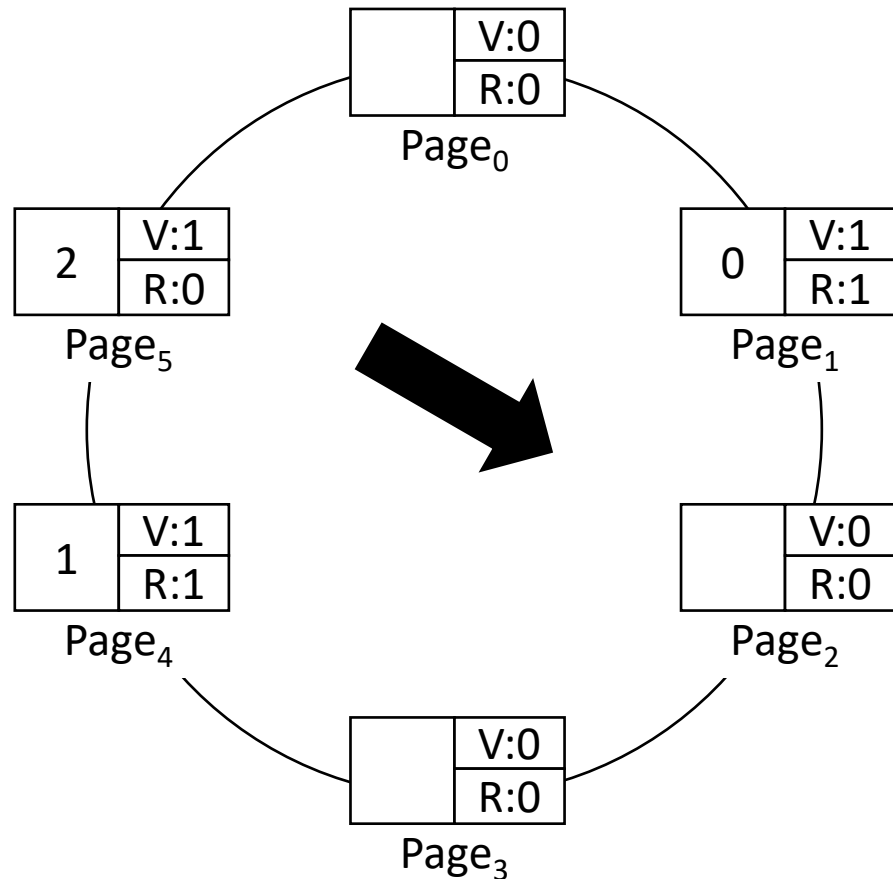 V:0
R:0
Page₀
2 V:1
R:0
Page₅
0 V:1
R:1
Page₁
1 V:1
R:1
Page₄
V:0
R:0
Page₂
V:0
R:0
Page₃